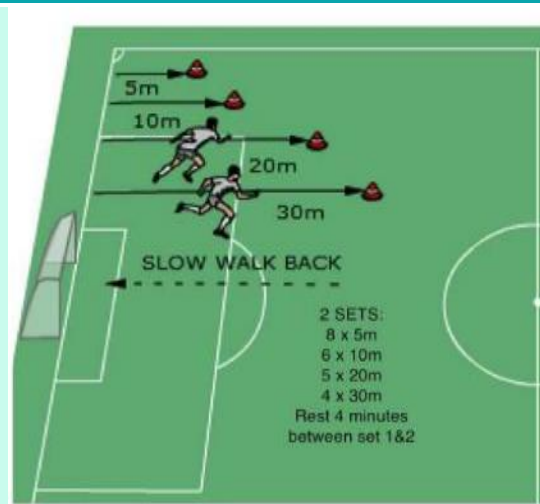 5m
10m
20m
30m
SLOW WALK BACK
2 SETS:
8 x 5m
6 x 10m
5 x 20m
4 x 30m
Rest 4 minutes
between set 1&2